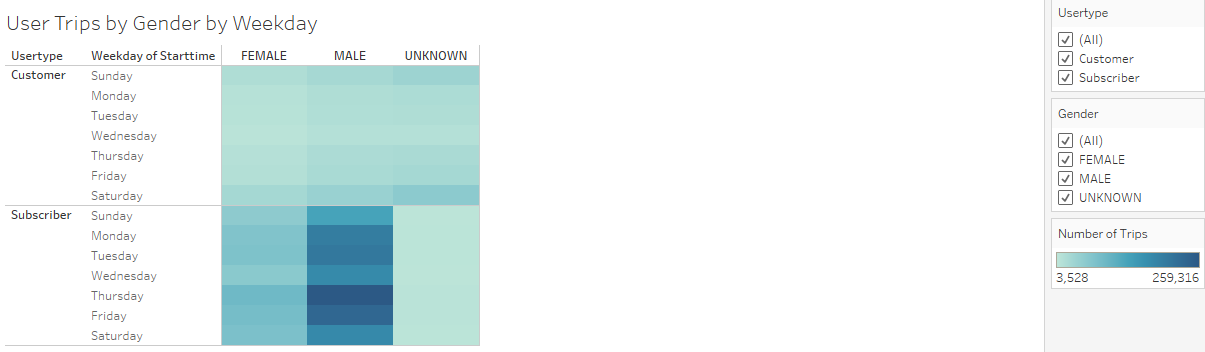 User Trips by Gender by Weekday
Usertype Weekday of Starttime FEMALE MALE UNKNOWN
Customer Sunday
Monday
Tuesday
Wednesday
Thursday
Friday
Saturday
Subscriber Sunday
Monday
Tuesday
Wednesday
Thursday
Friday
Saturday
Usertype
(All)
Customer
Subscriber
Gender
(All)
FEMALE
MALE
UNKNOWN
Number of Trips
3,528 259,316